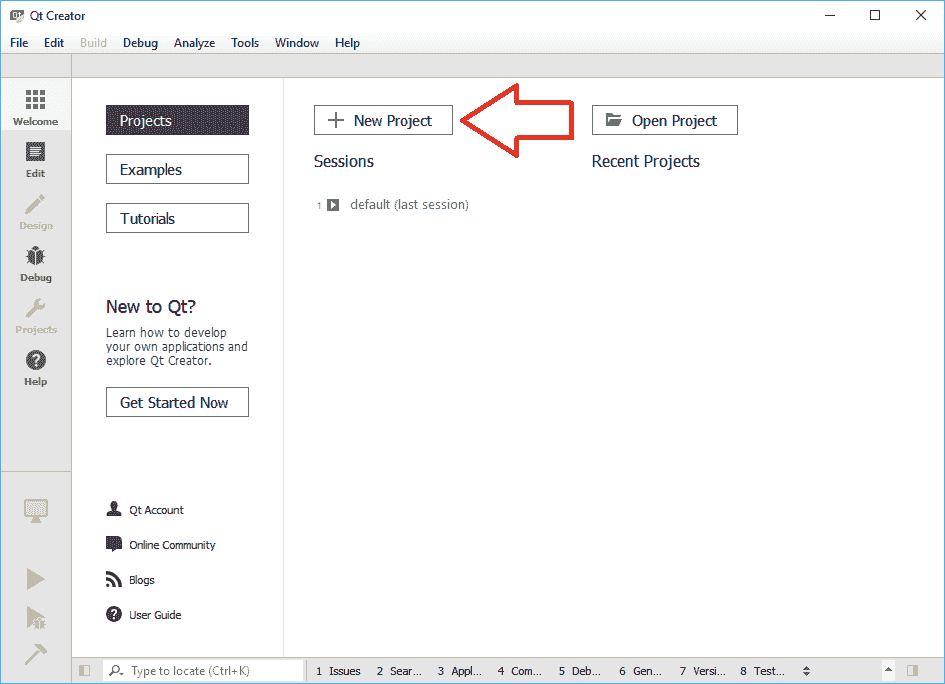 Qt Creator
File Edit Build Debug Analyze Tools Window Help
Welcome
Edit
Design
Debug
Projects
Help
Projects
Examples
Tutorials
New to Qt?
Learn how to develop
your own applications and
explore Qt Creator.
Get Started Now
Qt Account
Online Community
Blogs
User Guide
New Project
Open Project
Sessions
Recent Projects
1 default (last session)
Type to locate (Ctrl+K)
1 Issues 2 Sear... 3 Appl... 4 Com... 5 Deb... 6 Gen... 7 Versi... 8 Test...